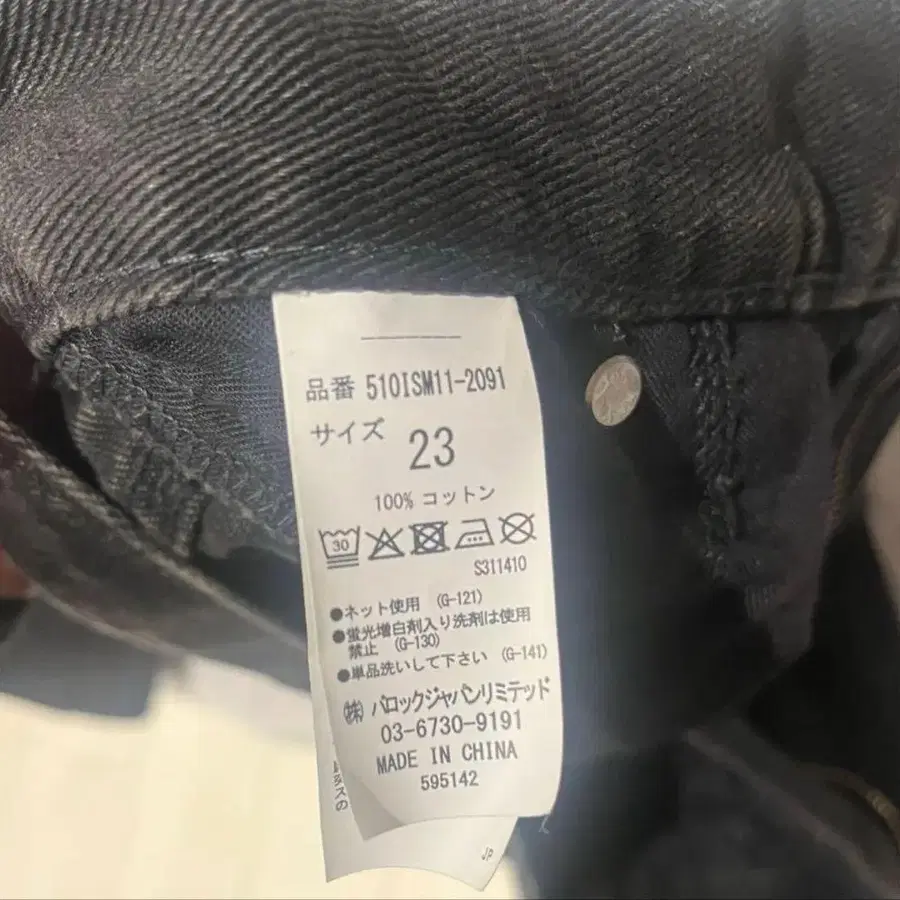 品番 510ISM11-2091
サイズ 23
100% コットン
30
S311410
●ネット使用 (G-121)
●蛍光増白剤入り洗剤は使用
禁止 (G-130)
●単品洗いして下さい (G-141)
㈱ バロックジャパンリミテッド
03-6730-9191
MADE IN CHINA
595142